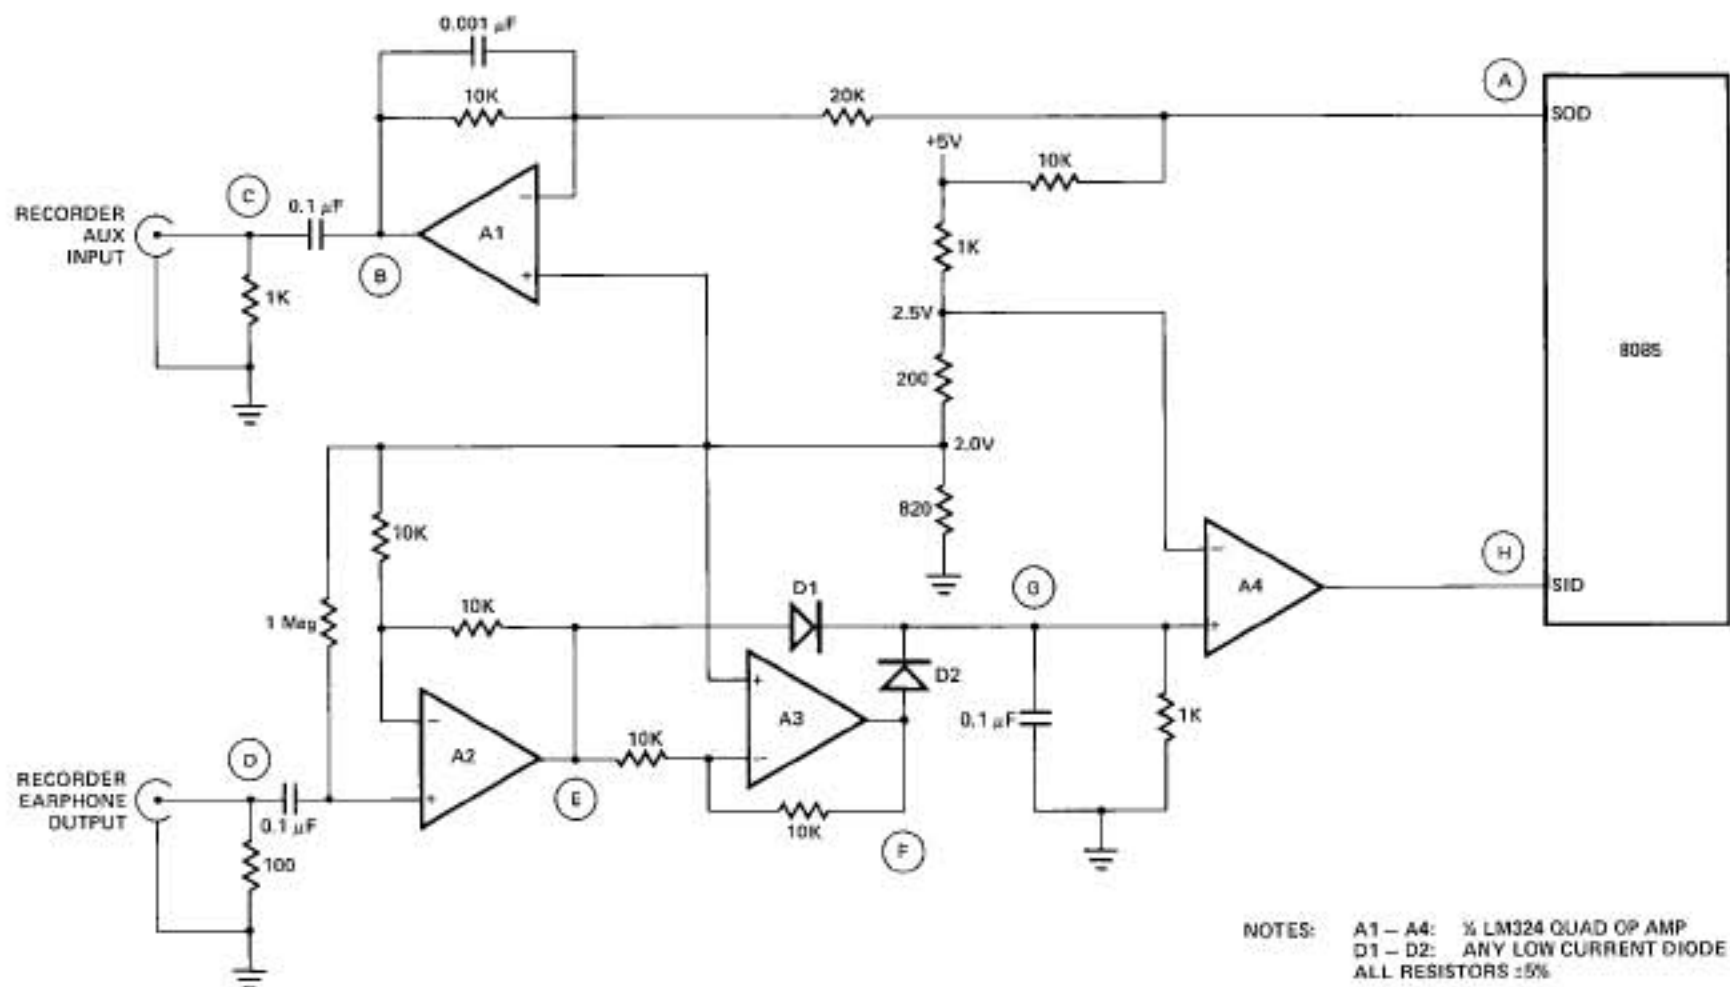 0.001 µF
10K
20K
A
SOD
+5V
10K
C
0.1 µF
RECORDER
AUX
INPUT
A1
−
+
B
1K
1K
2.5V
8085
200
2.0V
820
10K
H
SID
A4
−
+
1 Mag
10K
D1
G
D2
A3
+
−
0.1 µF
1K
10K
A2
−
+
D
RECORDER
EARPHONE
OUTPUT
0.1 µF
E
10K
F
100
NOTES: A1 – A4: ¼ LM324 QUAD OP AMP
D1 – D2: ANY LOW CURRENT DIODE
ALL RESISTORS ±5%